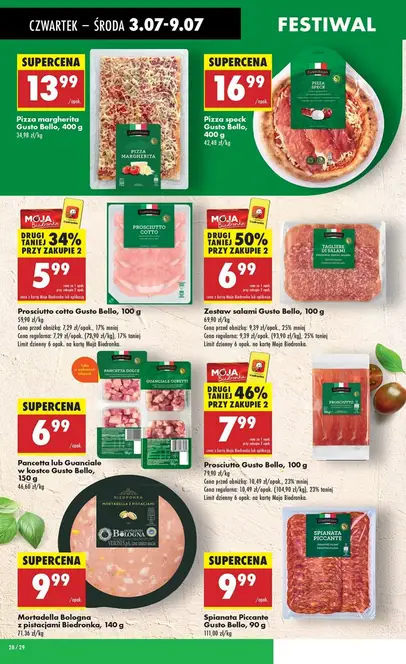 CZWARTEK – ŚRODA 3.07-9.07
FESTIWAL
SUPERCENA
13 99
/opak.
Pizza margherita
Gusto Bello, 400 g
34,98 zł/kg
PIZZA
MARGHERITA
SUPERCENA
16 99
/opak.
Pizza speck
Gusto Bello,
400 g
42,48 zł/kg
PIZZA
SPECK
MOJA
Biedronka
DRUGI
TANIEJ 34%
PRZY ZAKUPIE 2
5 99
PROSCIUTTO
COTTO
Prosciutto cotto Gusto Bello, 100 g
59,90 zł/kg
Cena przed obniżką: 7,29 zł/opak., 17% mniej
Cena regularna: 7,29 zł/opak. (72,90 zł/kg), 17% taniej
Limit dzienny 6 opak. na kartę Moja Biedronka.
MOJA
Biedronka
DRUGI
TANIEJ 50%
PRZY ZAKUPIE 2
6 99
TAGLIERE
DI SALAMI
Zestaw salami Gusto Bello, 100 g
69,90 zł/kg
Cena przed obniżką: 9,39 zł/opak., 25% mniej
Cena regularna: 9,39 zł/opak. (93,90 zł/kg), 25% taniej
Limit dzienny 6 opak. na kartę Moja Biedronka.
SUPERCENA
6 99
/opak.
PANCETTA DOLCE
GUANCIALE CUBETTI
Pancetta lub Guanciale
w kostce Gusto Bello,
150 g
46,60 zł/kg
MOJA
Biedronka
DRUGI
TANIEJ 46%
PRZY ZAKUPIE 2
7 99
PROSCIUTTO
Prosciutto Gusto Bello, 100 g
79,90 zł/kg
Cena przed obniżką: 10,49 zł/opak., 23% mniej
Cena regularna: 10,49 zł/opak. (104,90 zł/kg), 23% taniej
Limit dzienny 6 opak. na kartę Moja Biedronka.
SUPERCENA
9 99
/opak.
BIEDRONKA
MORTADELLA Z PISTACJAMI
BOLOGNA
Mortadella Bologna
z pistacjami Biedronka, 140 g
71,36 zł/kg
SUPERCENA
9 99
/opak.
SPIANATA
PICCANTE
Spianata Piccante
Gusto Bello, 90 g
111,00 zł/kg
28 / 29